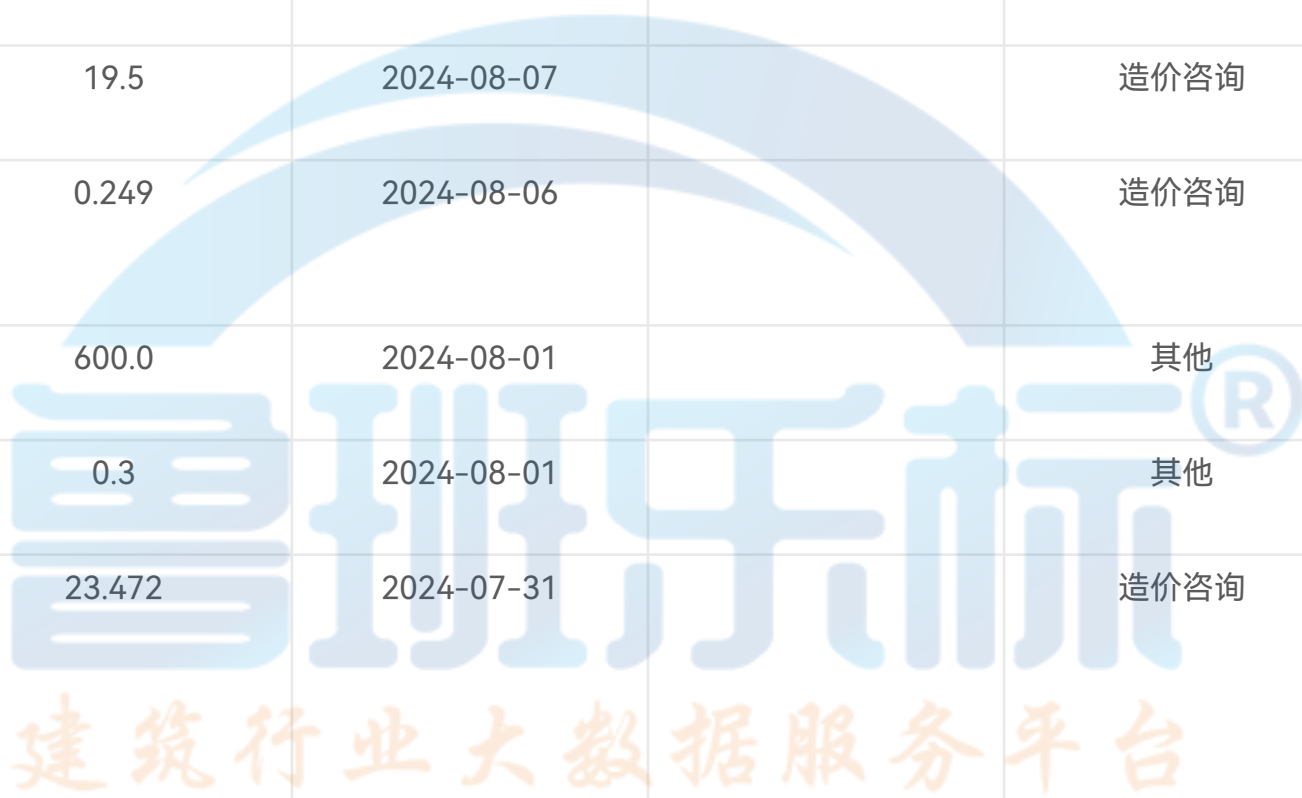 19.5 2024-08-07 造价咨询
0.249 2024-08-06 造价咨询
600.0 2024-08-01 其他
0.3 2024-08-01 其他
23.472 2024-07-31 造价咨询
鲁班乐标®
建筑行业大数据服务平台